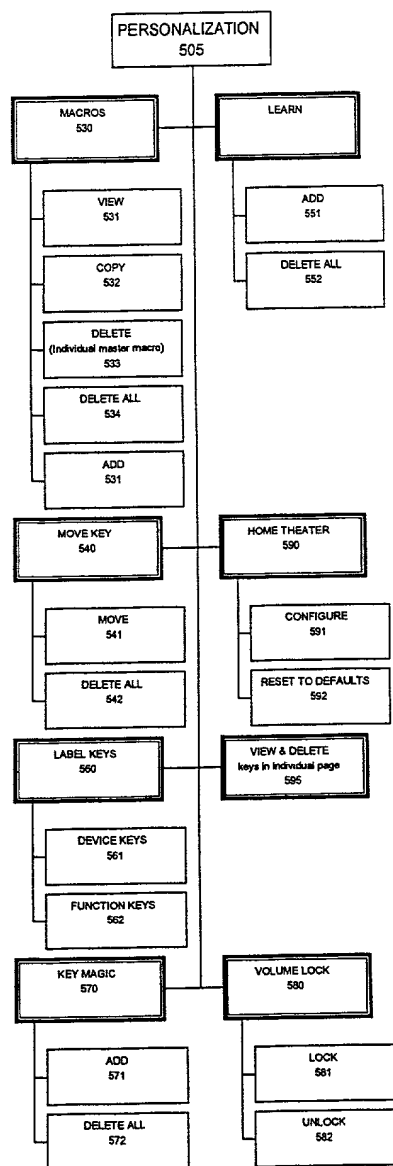 PERSONALIZATION
505
MACROS
530
LEARN
VIEW
531
COPY
532
DELETE
(Individual master macro)
533
DELETE ALL
534
ADD
531
ADD
551
DELETE ALL
552
MOVE KEY
540
HOME THEATER
590
MOVE
541
DELETE ALL
542
CONFIGURE
591
RESET TO DEFAULTS
592
LABEL KEYS
560
VIEW & DELETE
keys in individual page
595
DEVICE KEYS
561
FUNCTION KEYS
562
KEY MAGIC
570
VOLUME LOCK
580
ADD
571
DELETE ALL
572
LOCK
581
UNLOCK
582